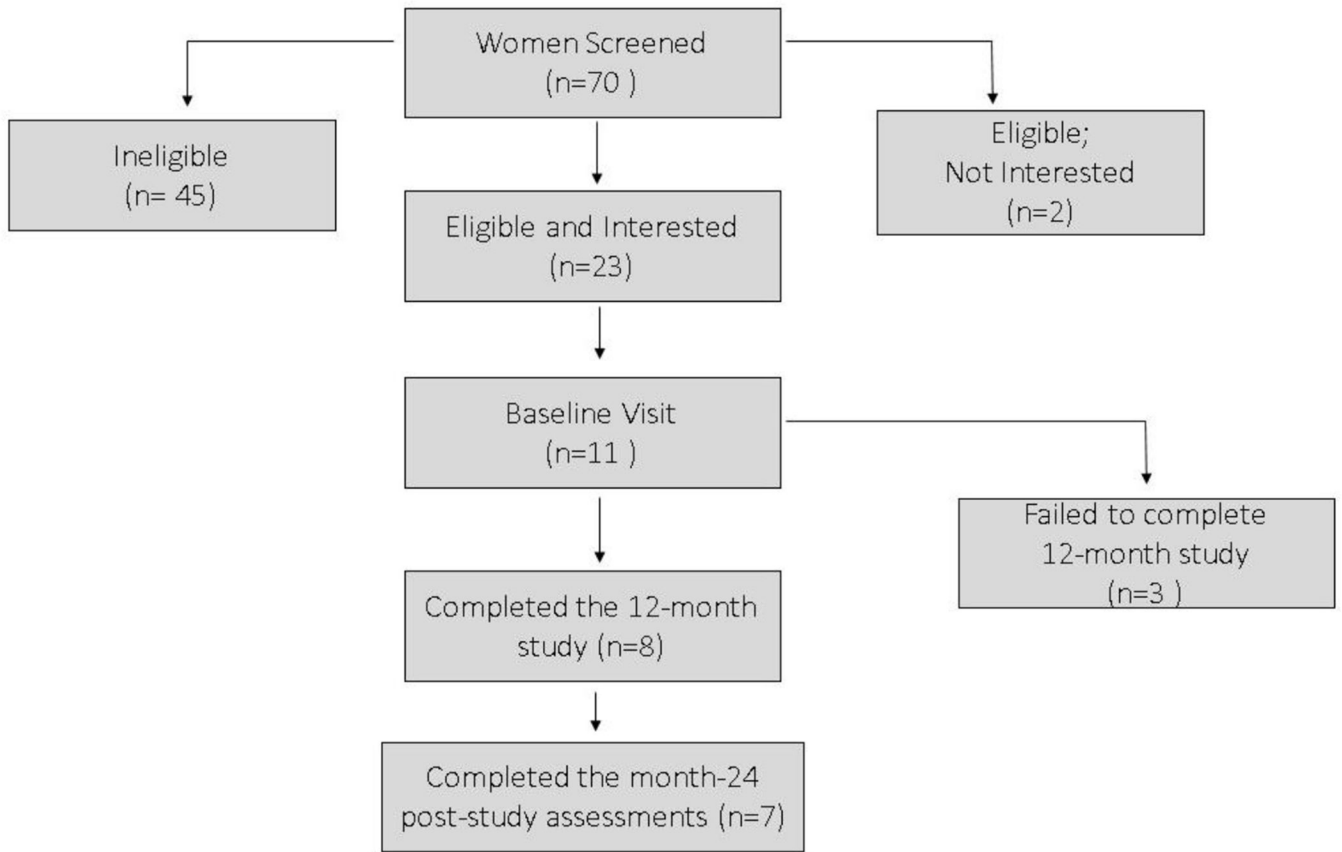 Women Screened
(n=70 )
Ineligible
(n= 45)
Eligible;
Not Interested
(n=2)
Eligible and Interested
(n=23)
Baseline Visit
(n=11 )
Failed to complete
12-month study
(n=3 )
Completed the 12-month
study (n=8)
Completed the month-24
post-study assessments (n=7)